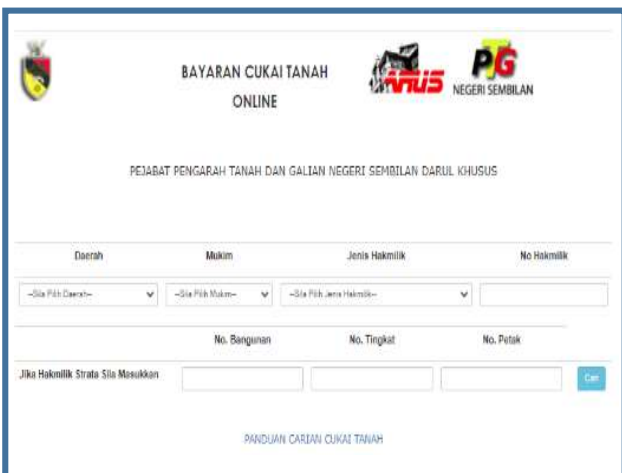 BAYARAN CUKAI TANAH
ONLINE
ARUS
PTG
NEGERI SEMBILAN
PEJABAT PENGARAH TANAH DAN GALIAN NEGERI SEMBILAN DARUL KHUSUS
Daerah Mukim Jenis Hakmilik No Hakmilik
--Sila Pilih Daerah-- --Sila Pilih Mukim-- --Sila Pilih Jenis Hakmilik--
No. Bangunan No. Tingkat No. Petak
Jika Hakmilik Strata Sila Masukkan Cari
PANDUAN CARIAN CUKAI TANAH